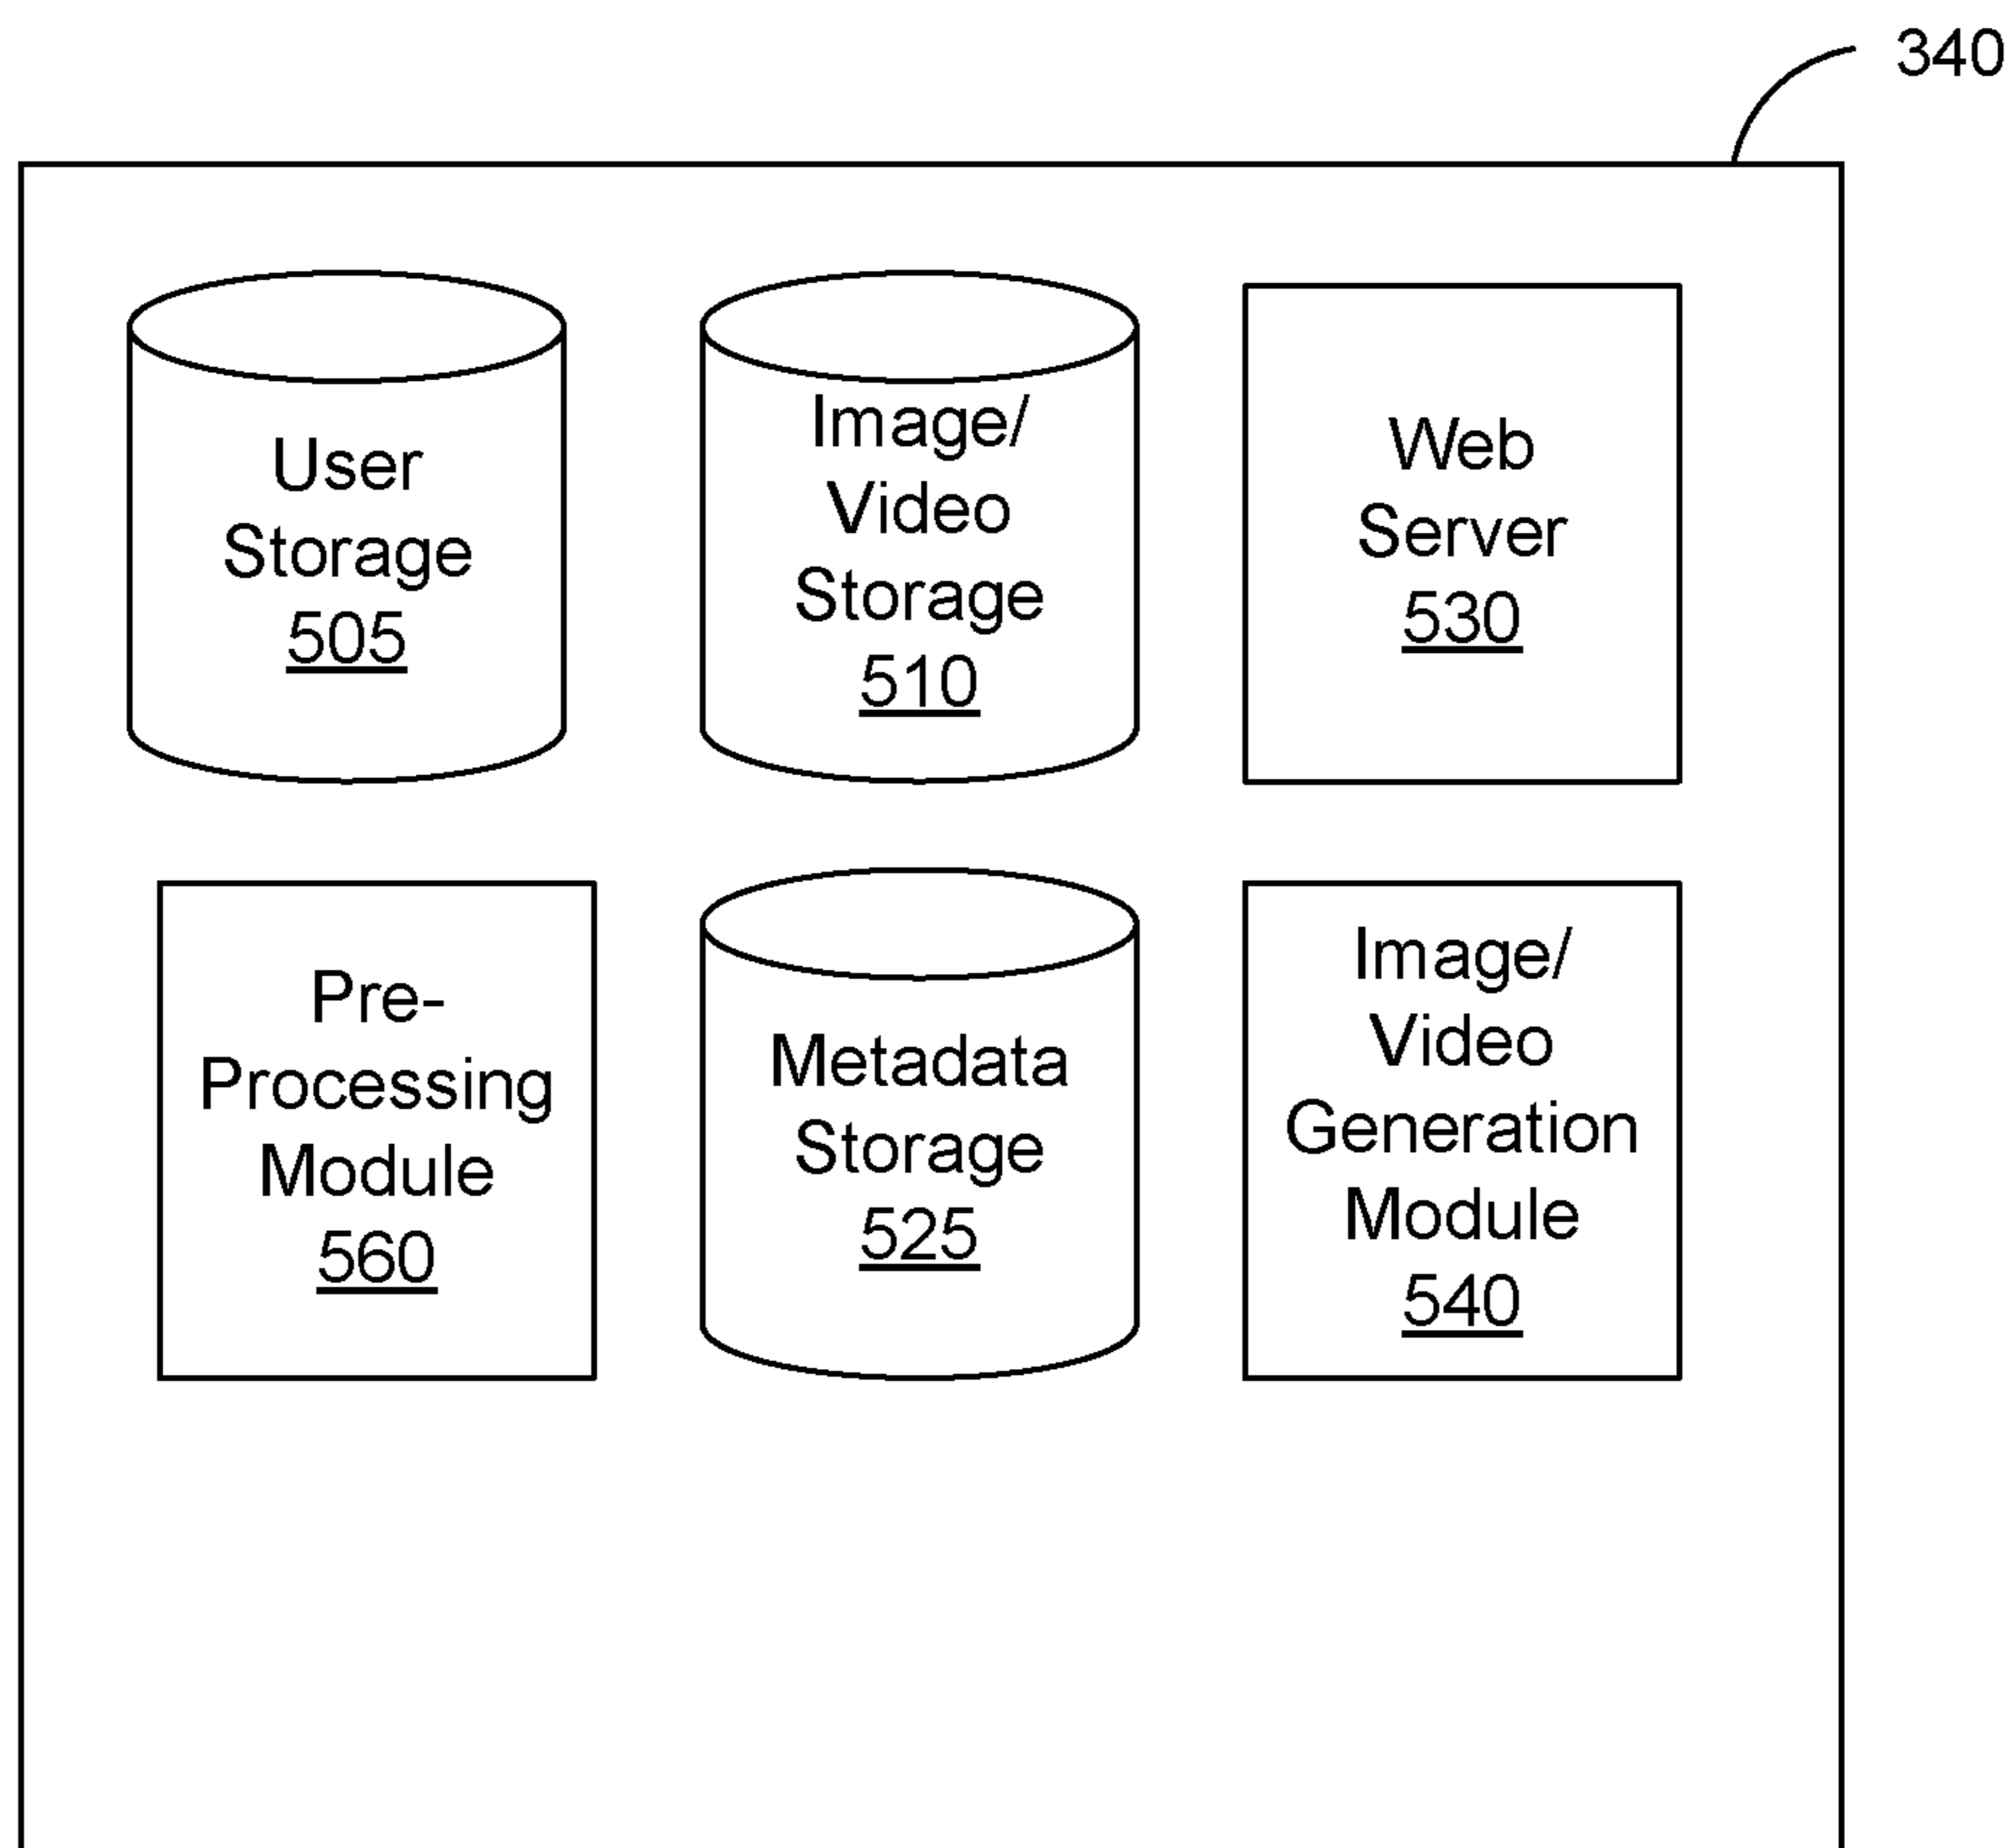 340
User
Storage
505
Image/
Video
Storage
510
Web
Server
530
Pre-
Processing
Module
560
Metadata
Storage
525
Image/
Video
Generation
Module
540